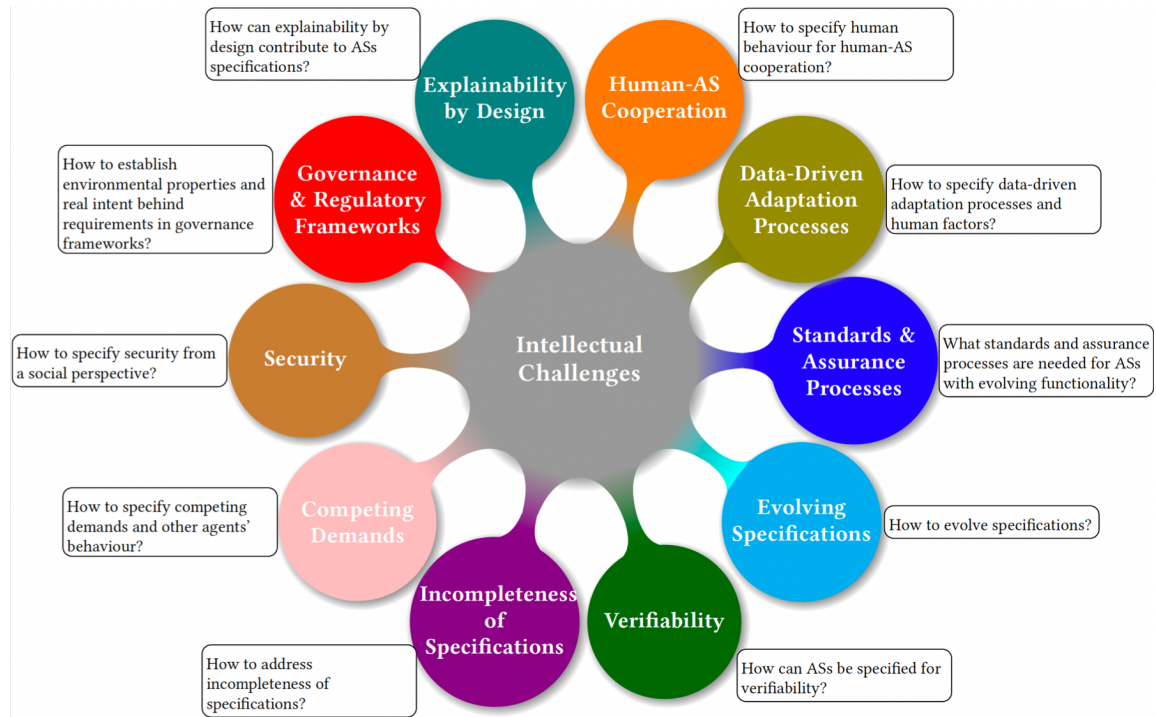 How can explainability by
design contribute to ASs
specifications?
Explainability
by Design
Human-AS
Cooperation
How to specify human
behaviour for human-AS
cooperation?
How to establish
environmental properties and
real intent behind
requirements in governance
frameworks?
Governance
& Regulatory
Frameworks
Data-Driven
Adaptation
Processes
How to specify data-driven
adaptation processes and
human factors?
How to specify security from
a social perspective?
Security
Intellectual
Challenges
Standards &
Assurance
Processes
What standards and assurance
processes are needed for ASs
with evolving functionality?
How to specify competing
demands and other agents'
behaviour?
Competing
Demands
Evolving
Specifications
How to evolve specifications?
How to address
incompleteness of
specifications?
Incompleteness
of
Specifications
Verifiability
How can ASs be specified for
verifiability?